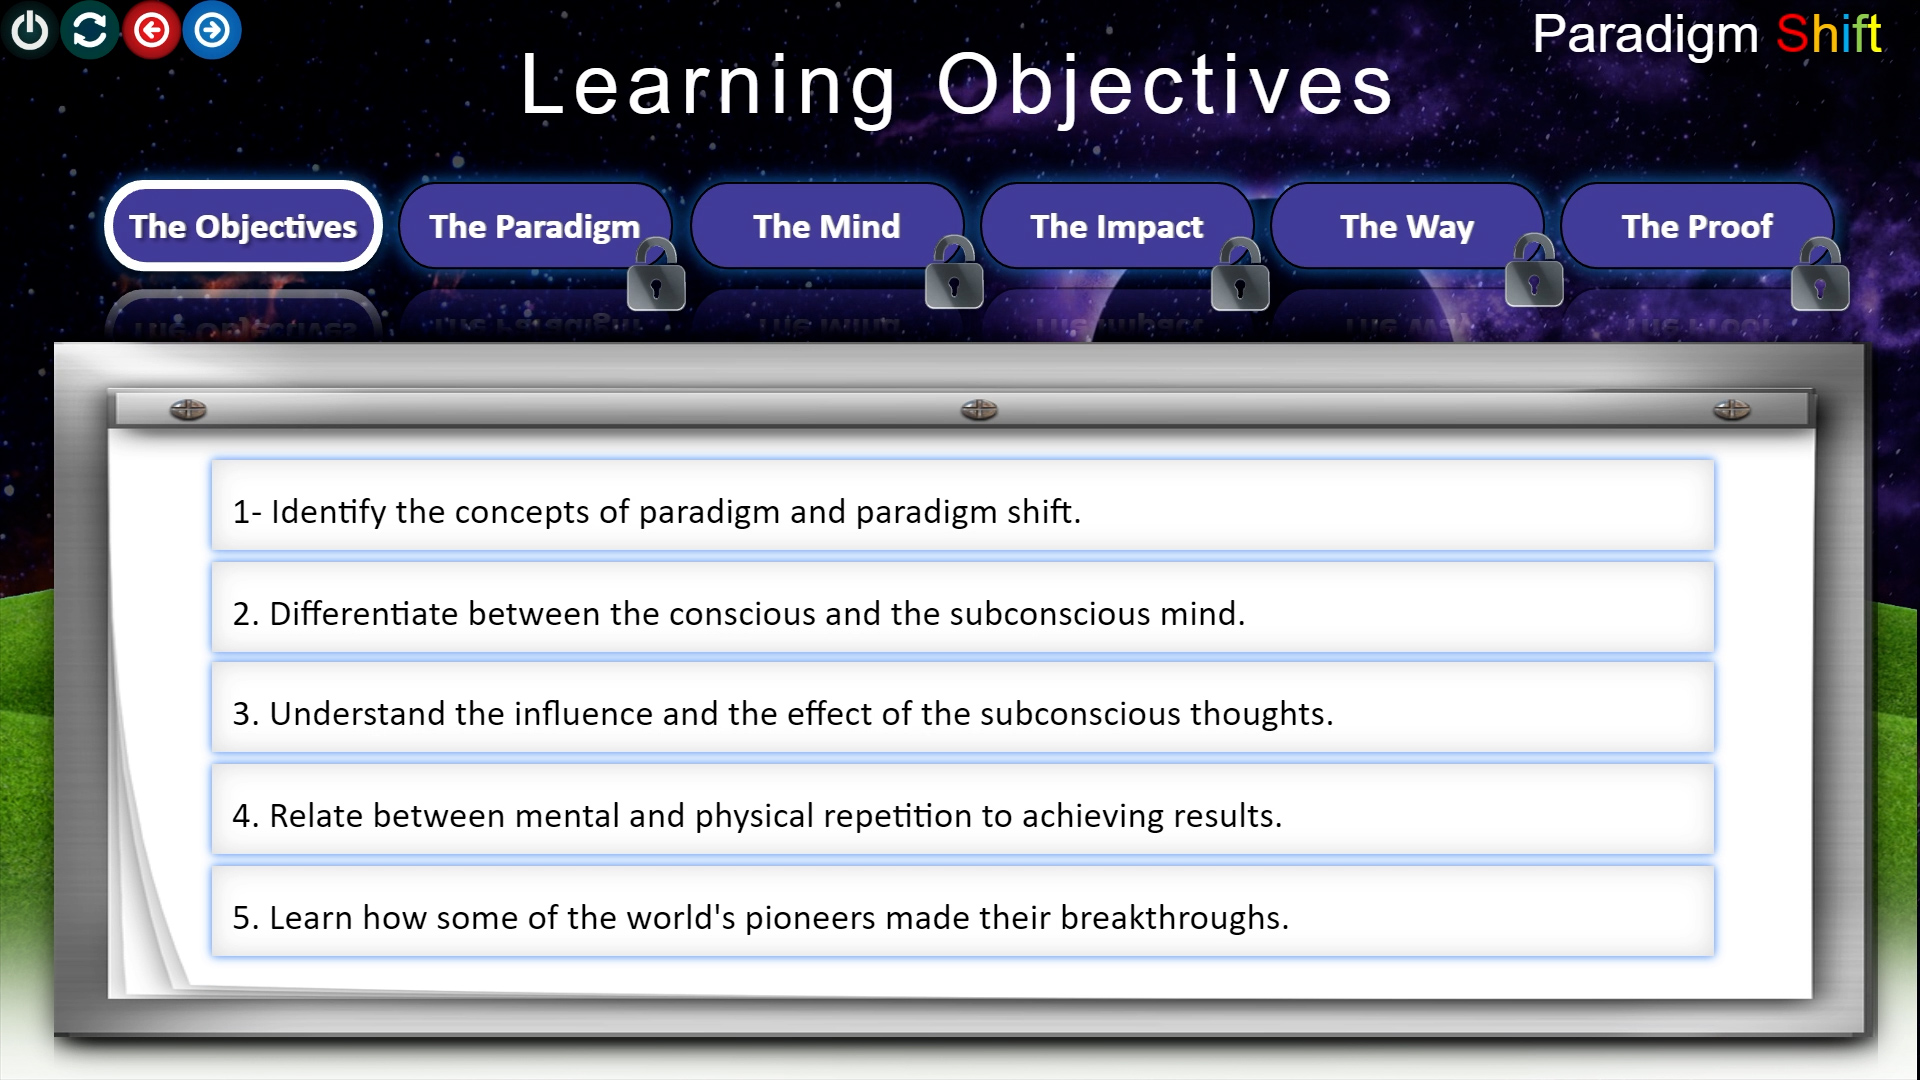 Paradigm Shift
Learning Objectives
The Objectives
The Paradigm
The Mind
The Impact
The Way
The Proof
1- Identify the concepts of paradigm and paradigm shift.
2. Differentiate between the conscious and the subconscious mind.
3. Understand the influence and the effect of the subconscious thoughts.
4. Relate between mental and physical repetition to achieving results.
5. Learn how some of the world's pioneers made their breakthroughs.